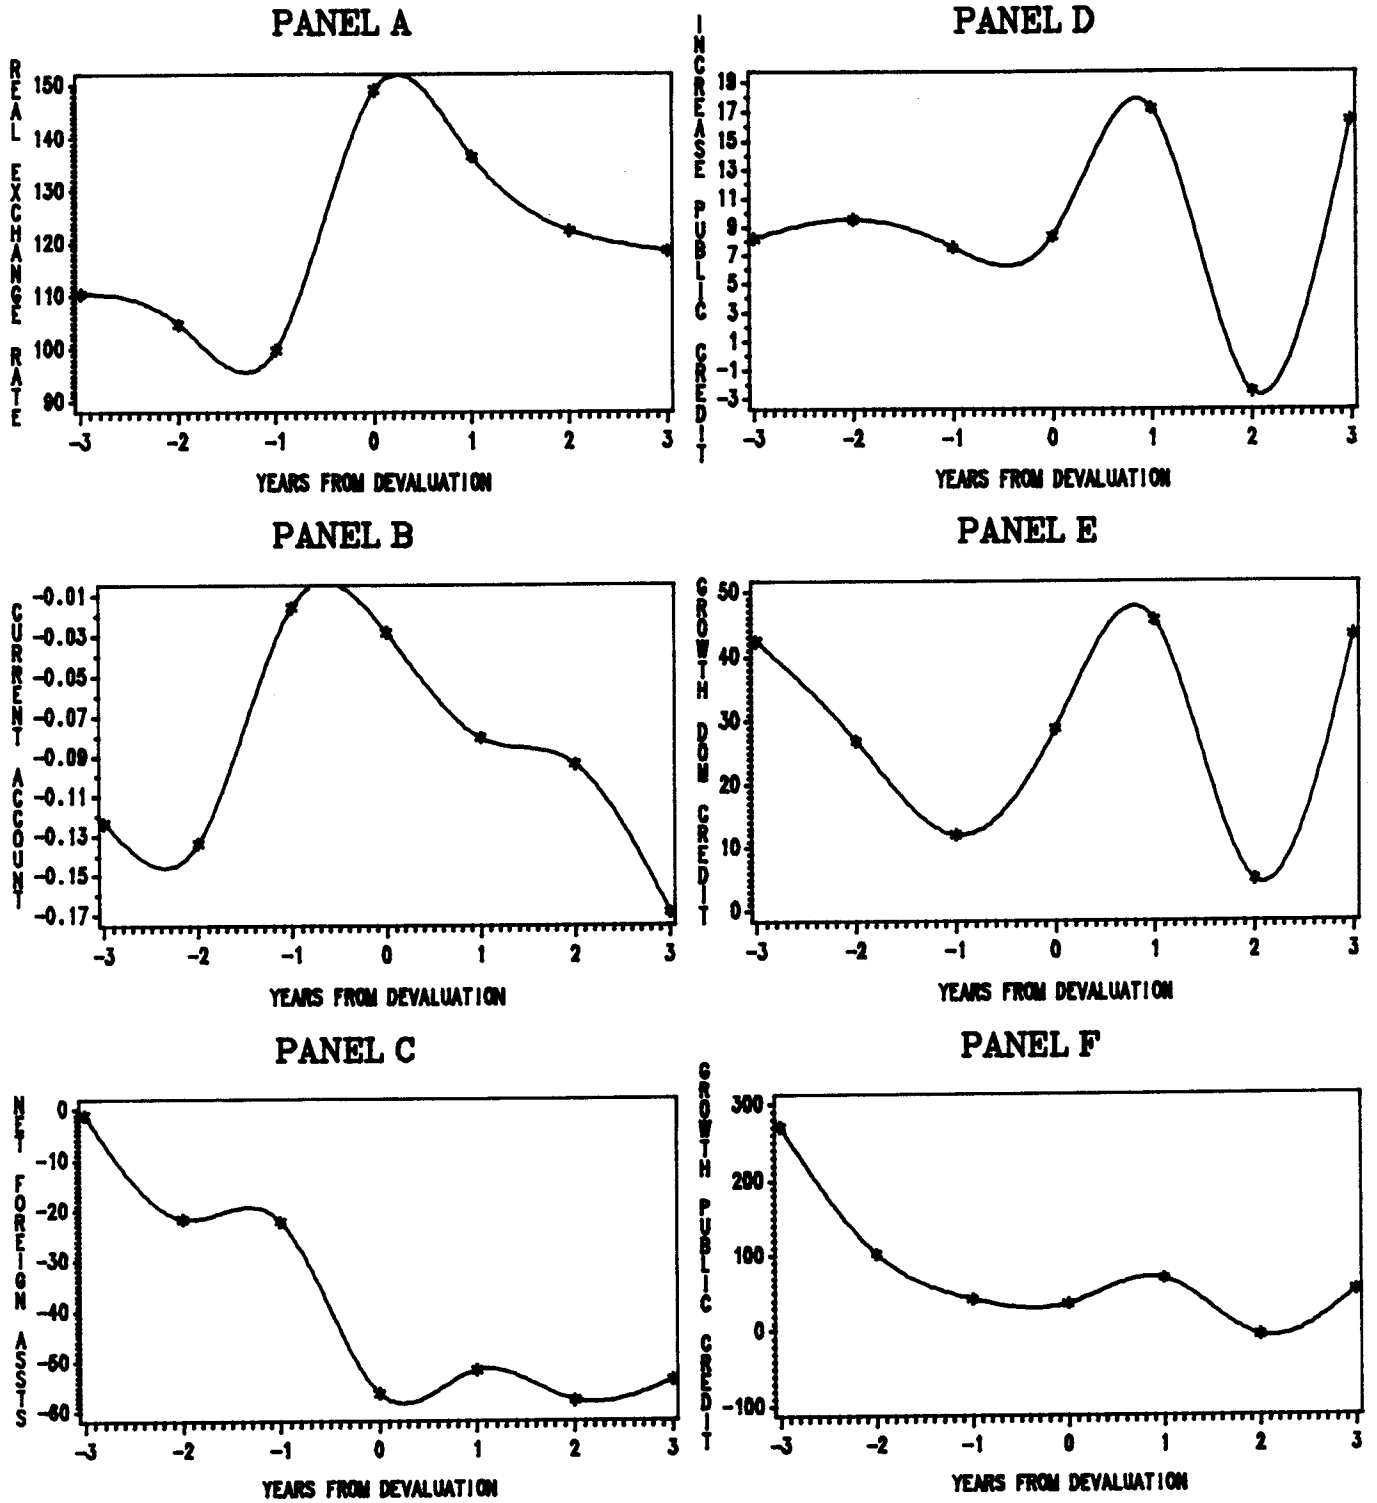 PANEL A
REAL EXCHANGE RATE
150
140
130
120
110
100
90
-3 -2 -1 0 1 2 3
YEARS FROM DEVALUATION
PANEL B
CURRENT ACCOUNT
-0.01
-0.03
-0.05
-0.07
-0.09
-0.11
-0.13
-0.15
-0.17
-3 -2 -1 0 1 2 3
YEARS FROM DEVALUATION
PANEL C
NET FOREIGN ASSTS
0
-10
-20
-30
-40
-50
-60
-3 -2 -1 0 1 2 3
YEARS FROM DEVALUATION
PANEL D
INCREASE PUBLIC CREDIT
19
17
15
13
11
9
7
5
3
1
-1
-3
-3 -2 -1 0 1 2 3
YEARS FROM DEVALUATION
PANEL E
GROWTH DOM CREDIT
50
40
30
20
10
0
-3 -2 -1 0 1 2 3
YEARS FROM DEVALUATION
PANEL F
GROWTH PUBLIC CREDIT
300
200
100
0
-100
-3 -2 -1 0 1 2 3
YEARS FROM DEVALUATION